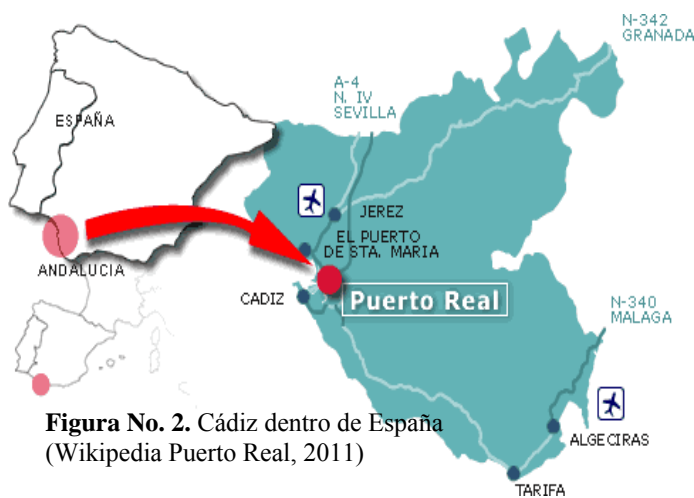 N-342
GRANADA
A-4
N. IV
SEVILLA
ESPAÑA
JEREZ
EL PUERTO
DE STA. MARIA
ANDALUCIA
CADIZ
Puerto Real
N-340
MALAGA
Figura No. 2. Cádiz dentro de España
(Wikipedia Puerto Real, 2011)
ALGECIRAS
TARIFA